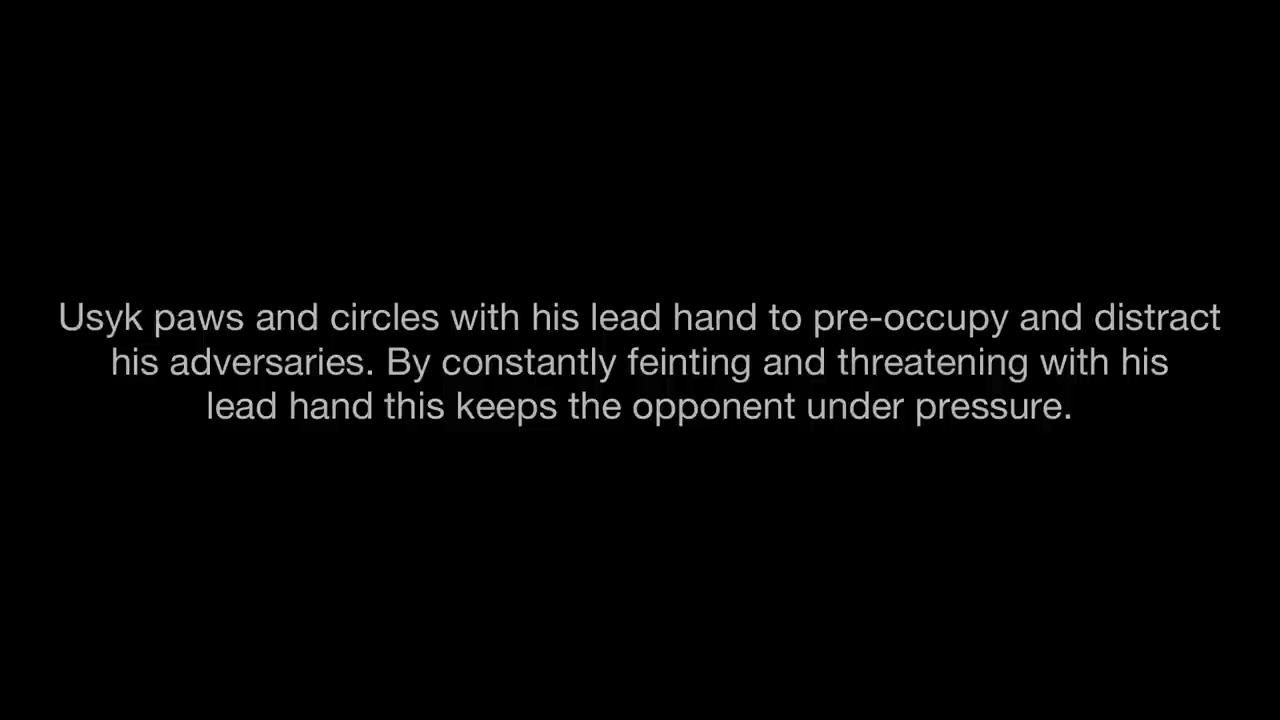 Usyk paws and circles with his lead hand to pre-occupy and distract
his adversaries. By constantly feinting and threatening with his
lead hand this keeps the opponent under pressure.